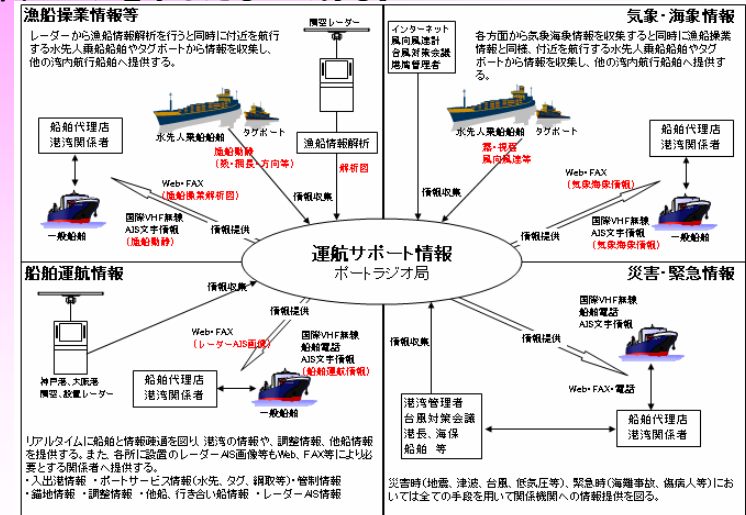 漁船操業情報等
レーダーから漁船情報解析を行うと同時に付近を航行
する水先人乗船船舶やタグボートから情報を収集し、
他の湾内航行船舶へ提供する。
関空レーダー
水先人乗船船舶
タグボート
漁船動静
(数・網長・方向等)
漁船情報解析
解析図
船舶代理店
港湾関係者
Web・FAX
(漁船操業解析図)
情報収集
国際VHF無線
AIS文字情報
(漁船動静)
情報提供
一般船舶
気象・海象情報
インターネット
風向風速計
台風対策会議
港湾管理者
各方面から気象海象情報を収集すると同時に漁船操業
情報と同様、付近を航行する水先人乗船船舶やタグ
ボートから情報を収集し、他の湾内航行船舶へ提供す
る。
水先人乗船船舶
タグボート
霧・視程
風向風速等
船舶代理店
港湾関係者
Web・FAX
(気象海象情報)
情報収集
国際VHF無線
AIS文字情報
(気象海象情報)
情報提供
一般船舶
運航サポート情報
ポートラジオ局
船舶運航情報
情報収集
情報提供
Web・FAX
(レーダーAIS画像)
国際VHF無線
船舶電話
AIS文字情報
(船舶運航情報)
神戸港、大阪港
関空、設置レーダー
船舶代理店
港湾関係者
一般船舶
リアルタイムに船舶と情報疎通を図り、港湾の情報や、調整情報、他船情報
を提供する。また、各所に設置のレーダーAIS画像等もWeb、FAX等により必
要とする関係者へ提供する。
・入出港情報 ・ポートサービス情報(水先、タグ、綱取等)・管制情報
・錨地情報 ・調整情報 ・他船、行き合い船情報 ・レーダーAIS情報
災害・緊急情報
国際VHF無線
船舶電話
AIS文字情報
情報収集
情報提供
Web・FAX・電話
港湾管理者
台風対策会議
港長、海保
船舶 等
船舶代理店
港湾関係者
災害時(地震、津波、台風、低気圧等)、緊急時(海難事故、傷病人等)にお
いては全ての手段を用いて関係機関への情報提供を図る。